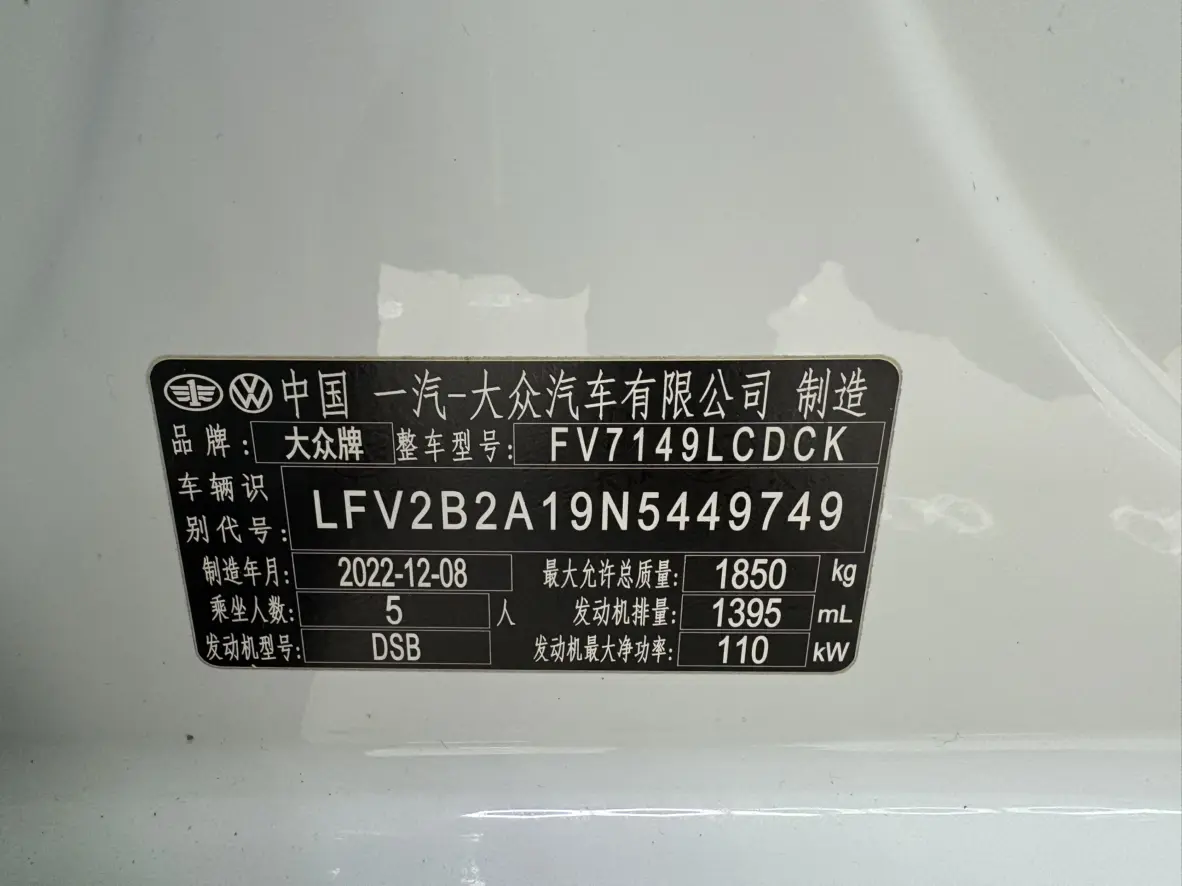 中国 一汽-大众汽车有限公司 制造
品牌: 大众牌 整车型号: FV7149LCDCK
车辆识别代号: LFV2B2A19N5449749
制造年月: 2022-12-08 最大允许总质量: 1850 kg
乘坐人数: 5 人 发动机排量: 1395 mL
发动机型号: DSB 发动机最大净功率: 110 kW